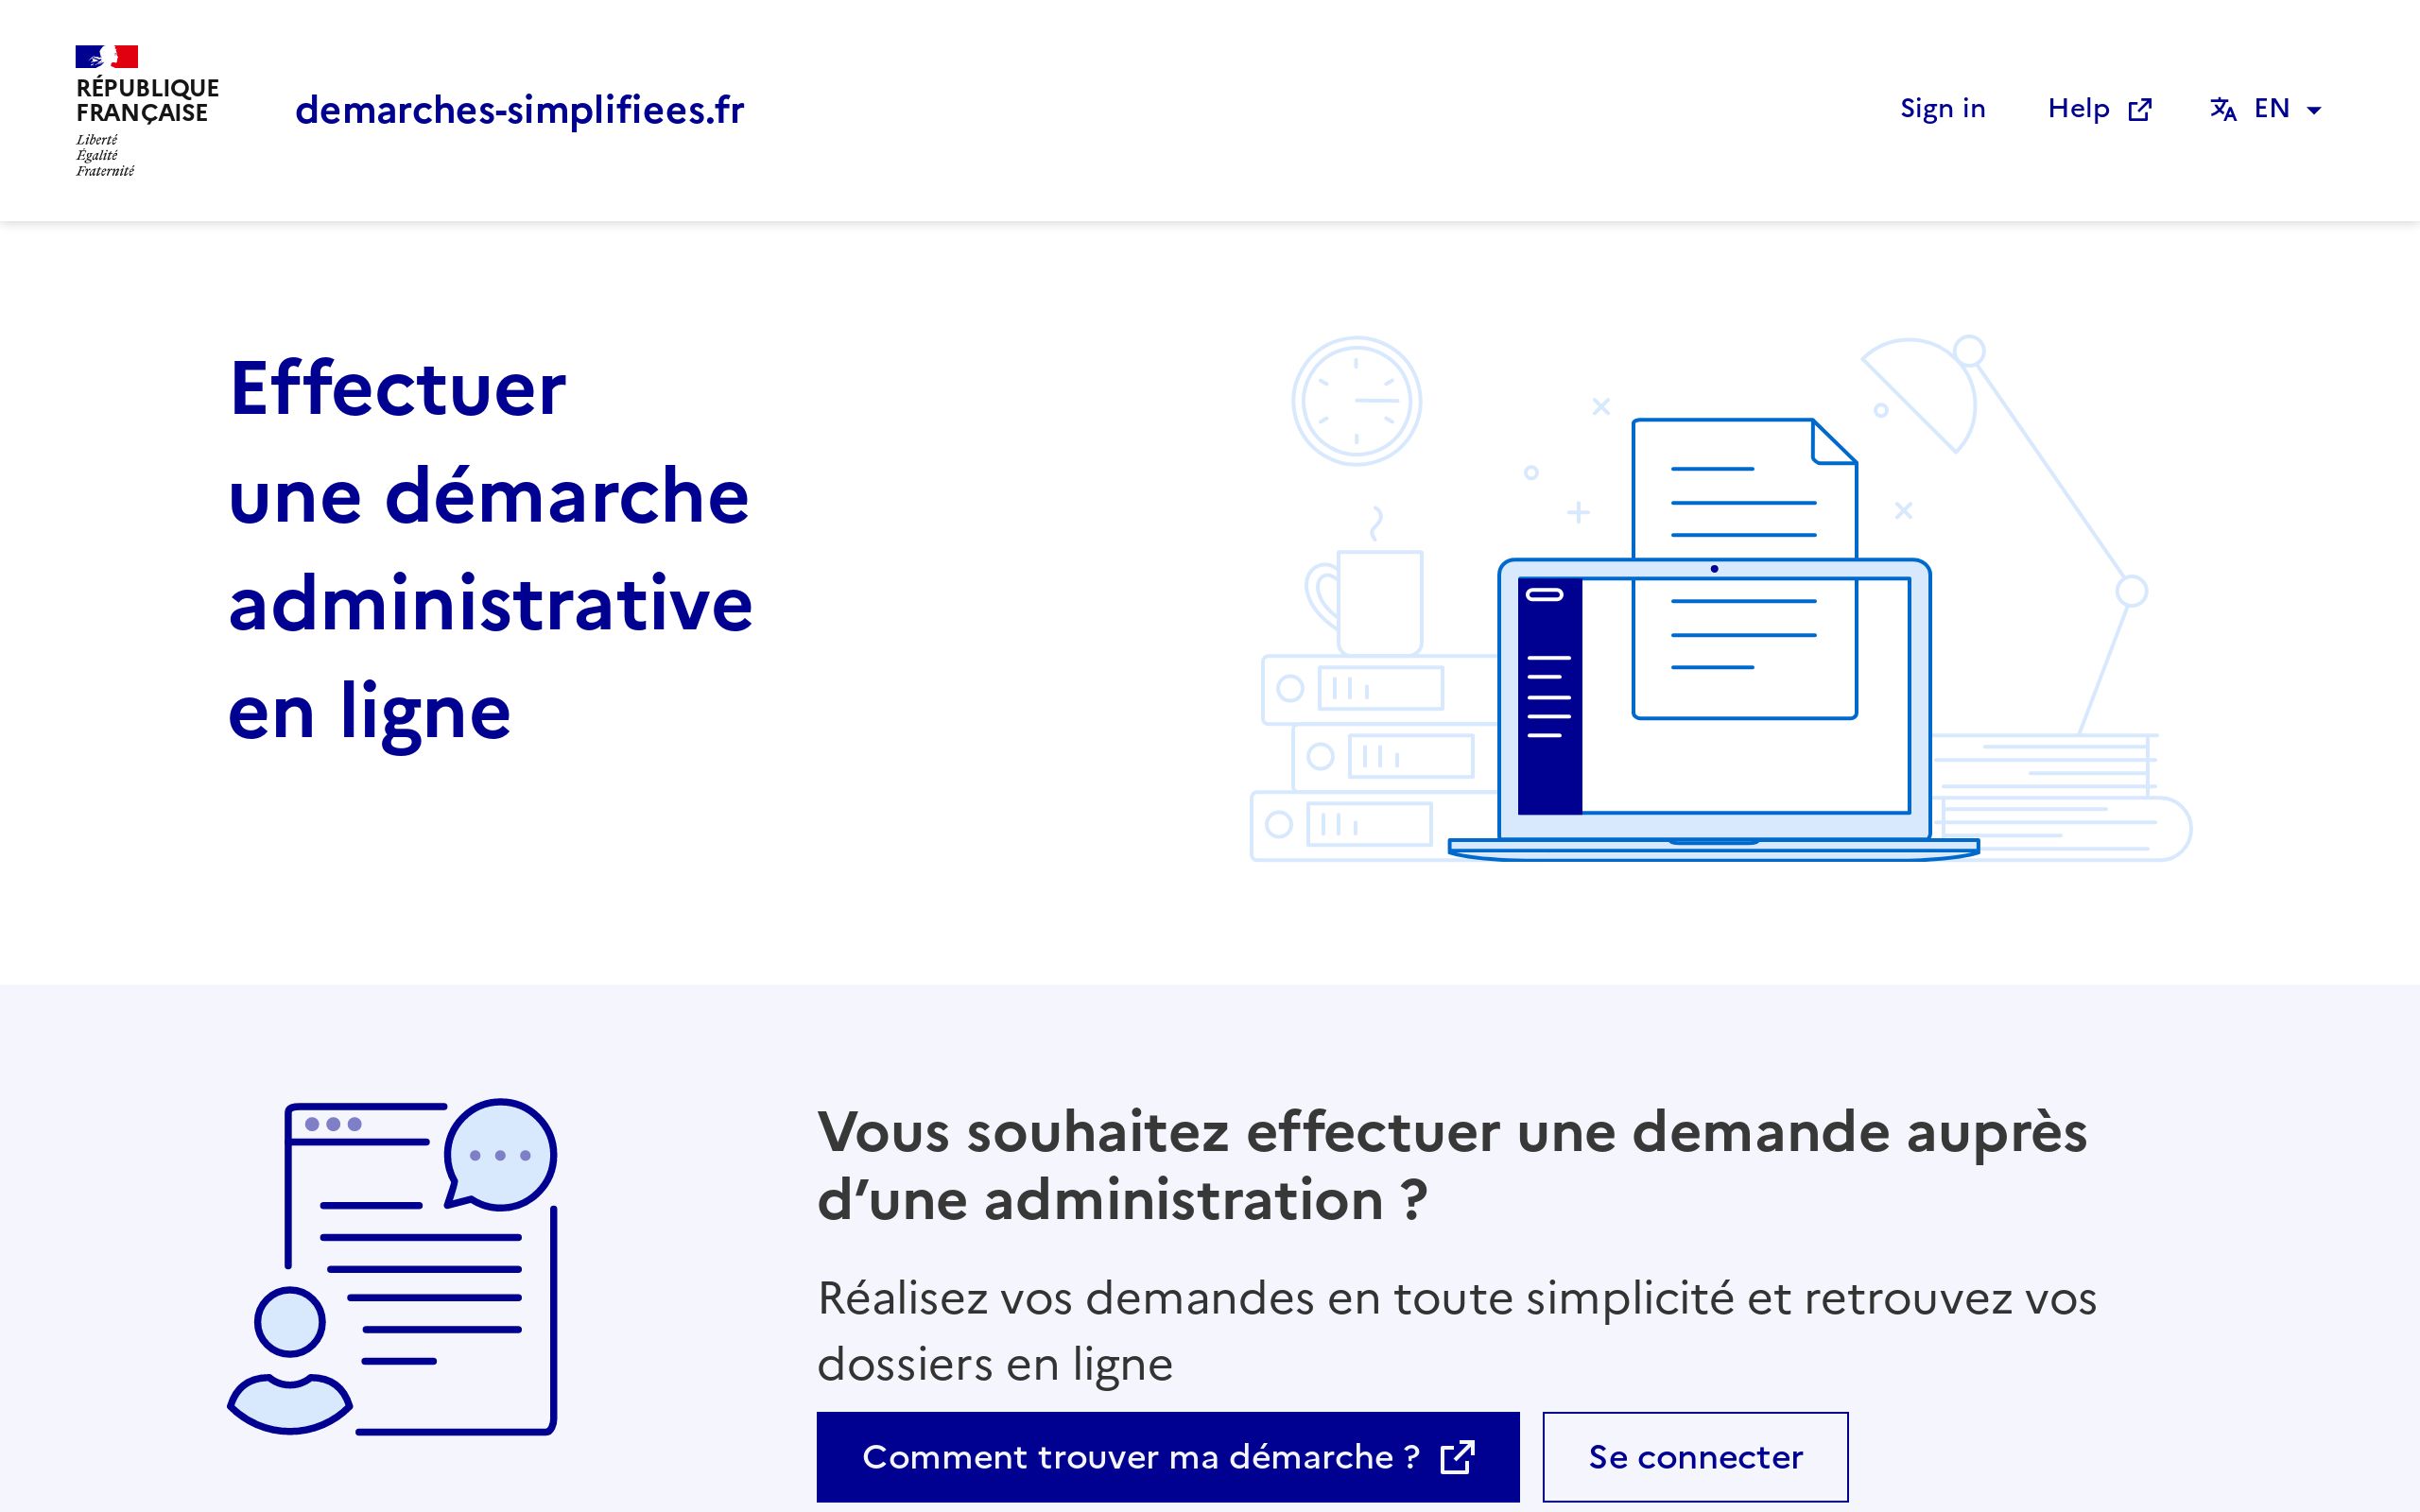 RÉPUBLIQUE
FRANÇAISE
Liberté
Égalité
Fraternité
demarches-simplifiees.fr
Sign in
Help
EN
Effectuer
une démarche
administrative
en ligne
Vous souhaitez effectuer une demande auprès
d’une administration ?
Réalisez vos demandes en toute simplicité et retrouvez vos
dossiers en ligne
Comment trouver ma démarche ?
Se connecter